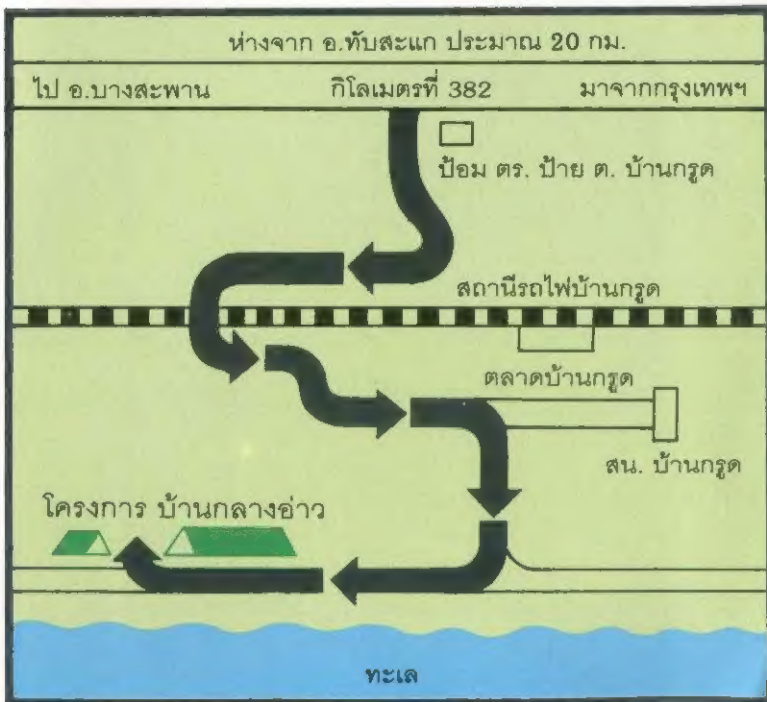 ห่างจาก อ.ทับสะแก ประมาณ 20 กม.
ไป อ.บางสะพาน กิโลเมตรที่ 382 มาจากกรุงเทพฯ
ป้อม ตร. ป้าย ต. บ้านกรูด
สถานีรถไฟบ้านกรูด
ตลาดบ้านกรูด
สน. บ้านกรูด
โครงการ บ้านกลางอ่าว
ทะเล